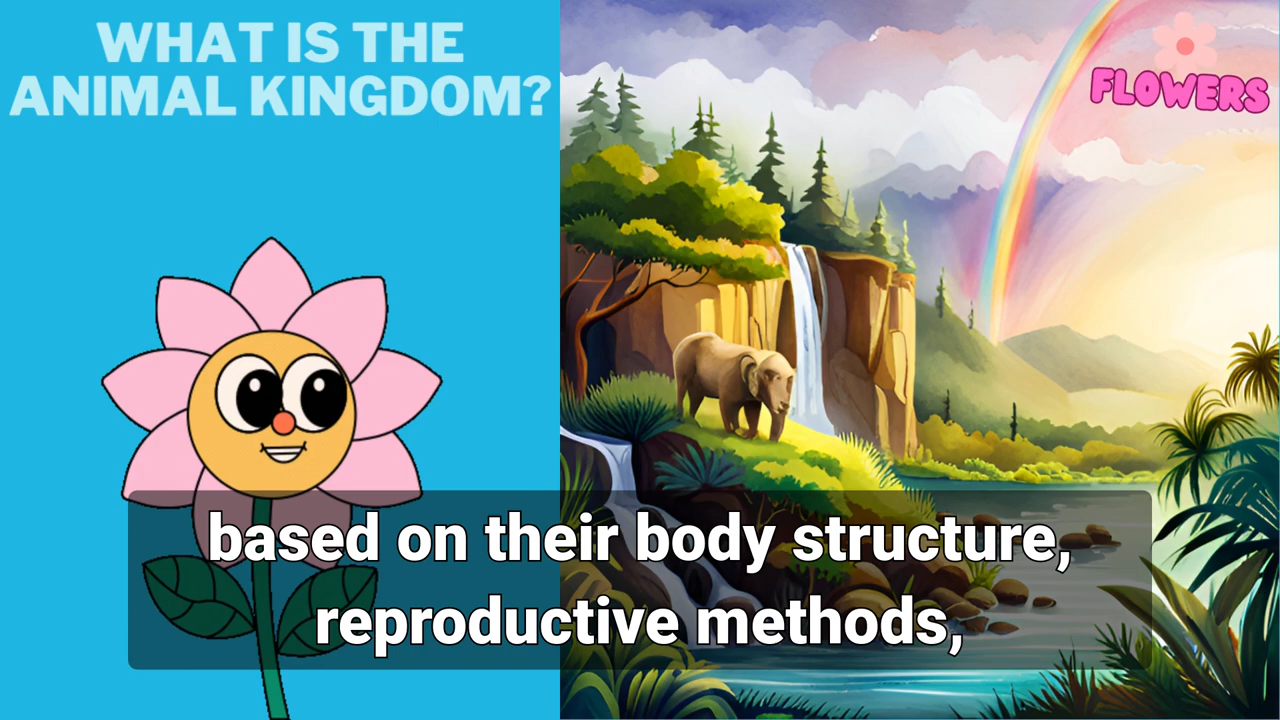 WHAT IS THE
ANIMAL KINGDOM?
FLOWERS
based on their body structure,
reproductive methods,